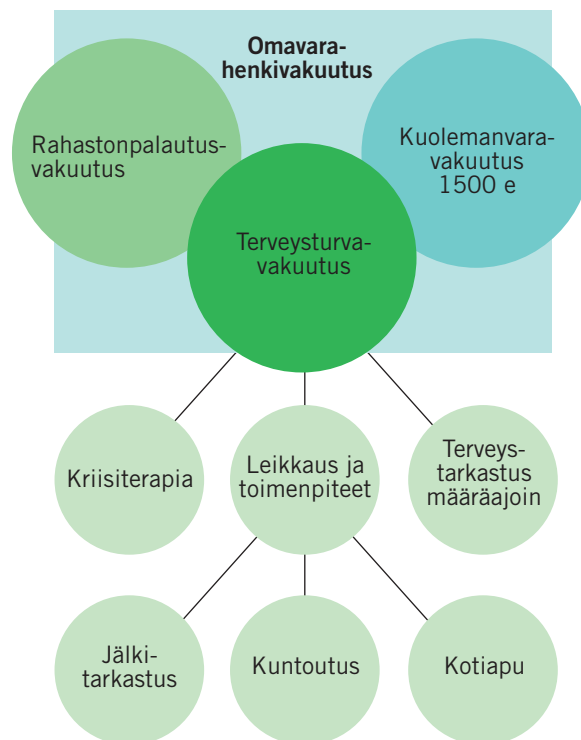 Omavara-
henkivakuutus
Rahastonpalautus-
vakuutus
Kuolemanvara-
vakuutus
1500 e
Terveysturva-
vakuutus
Kriisiterapia
Leikkaus ja
toimenpiteet
Terveys-
tarkastus
määräajoin
Jälki-
tarkastus
Kuntoutus
Kotiapu